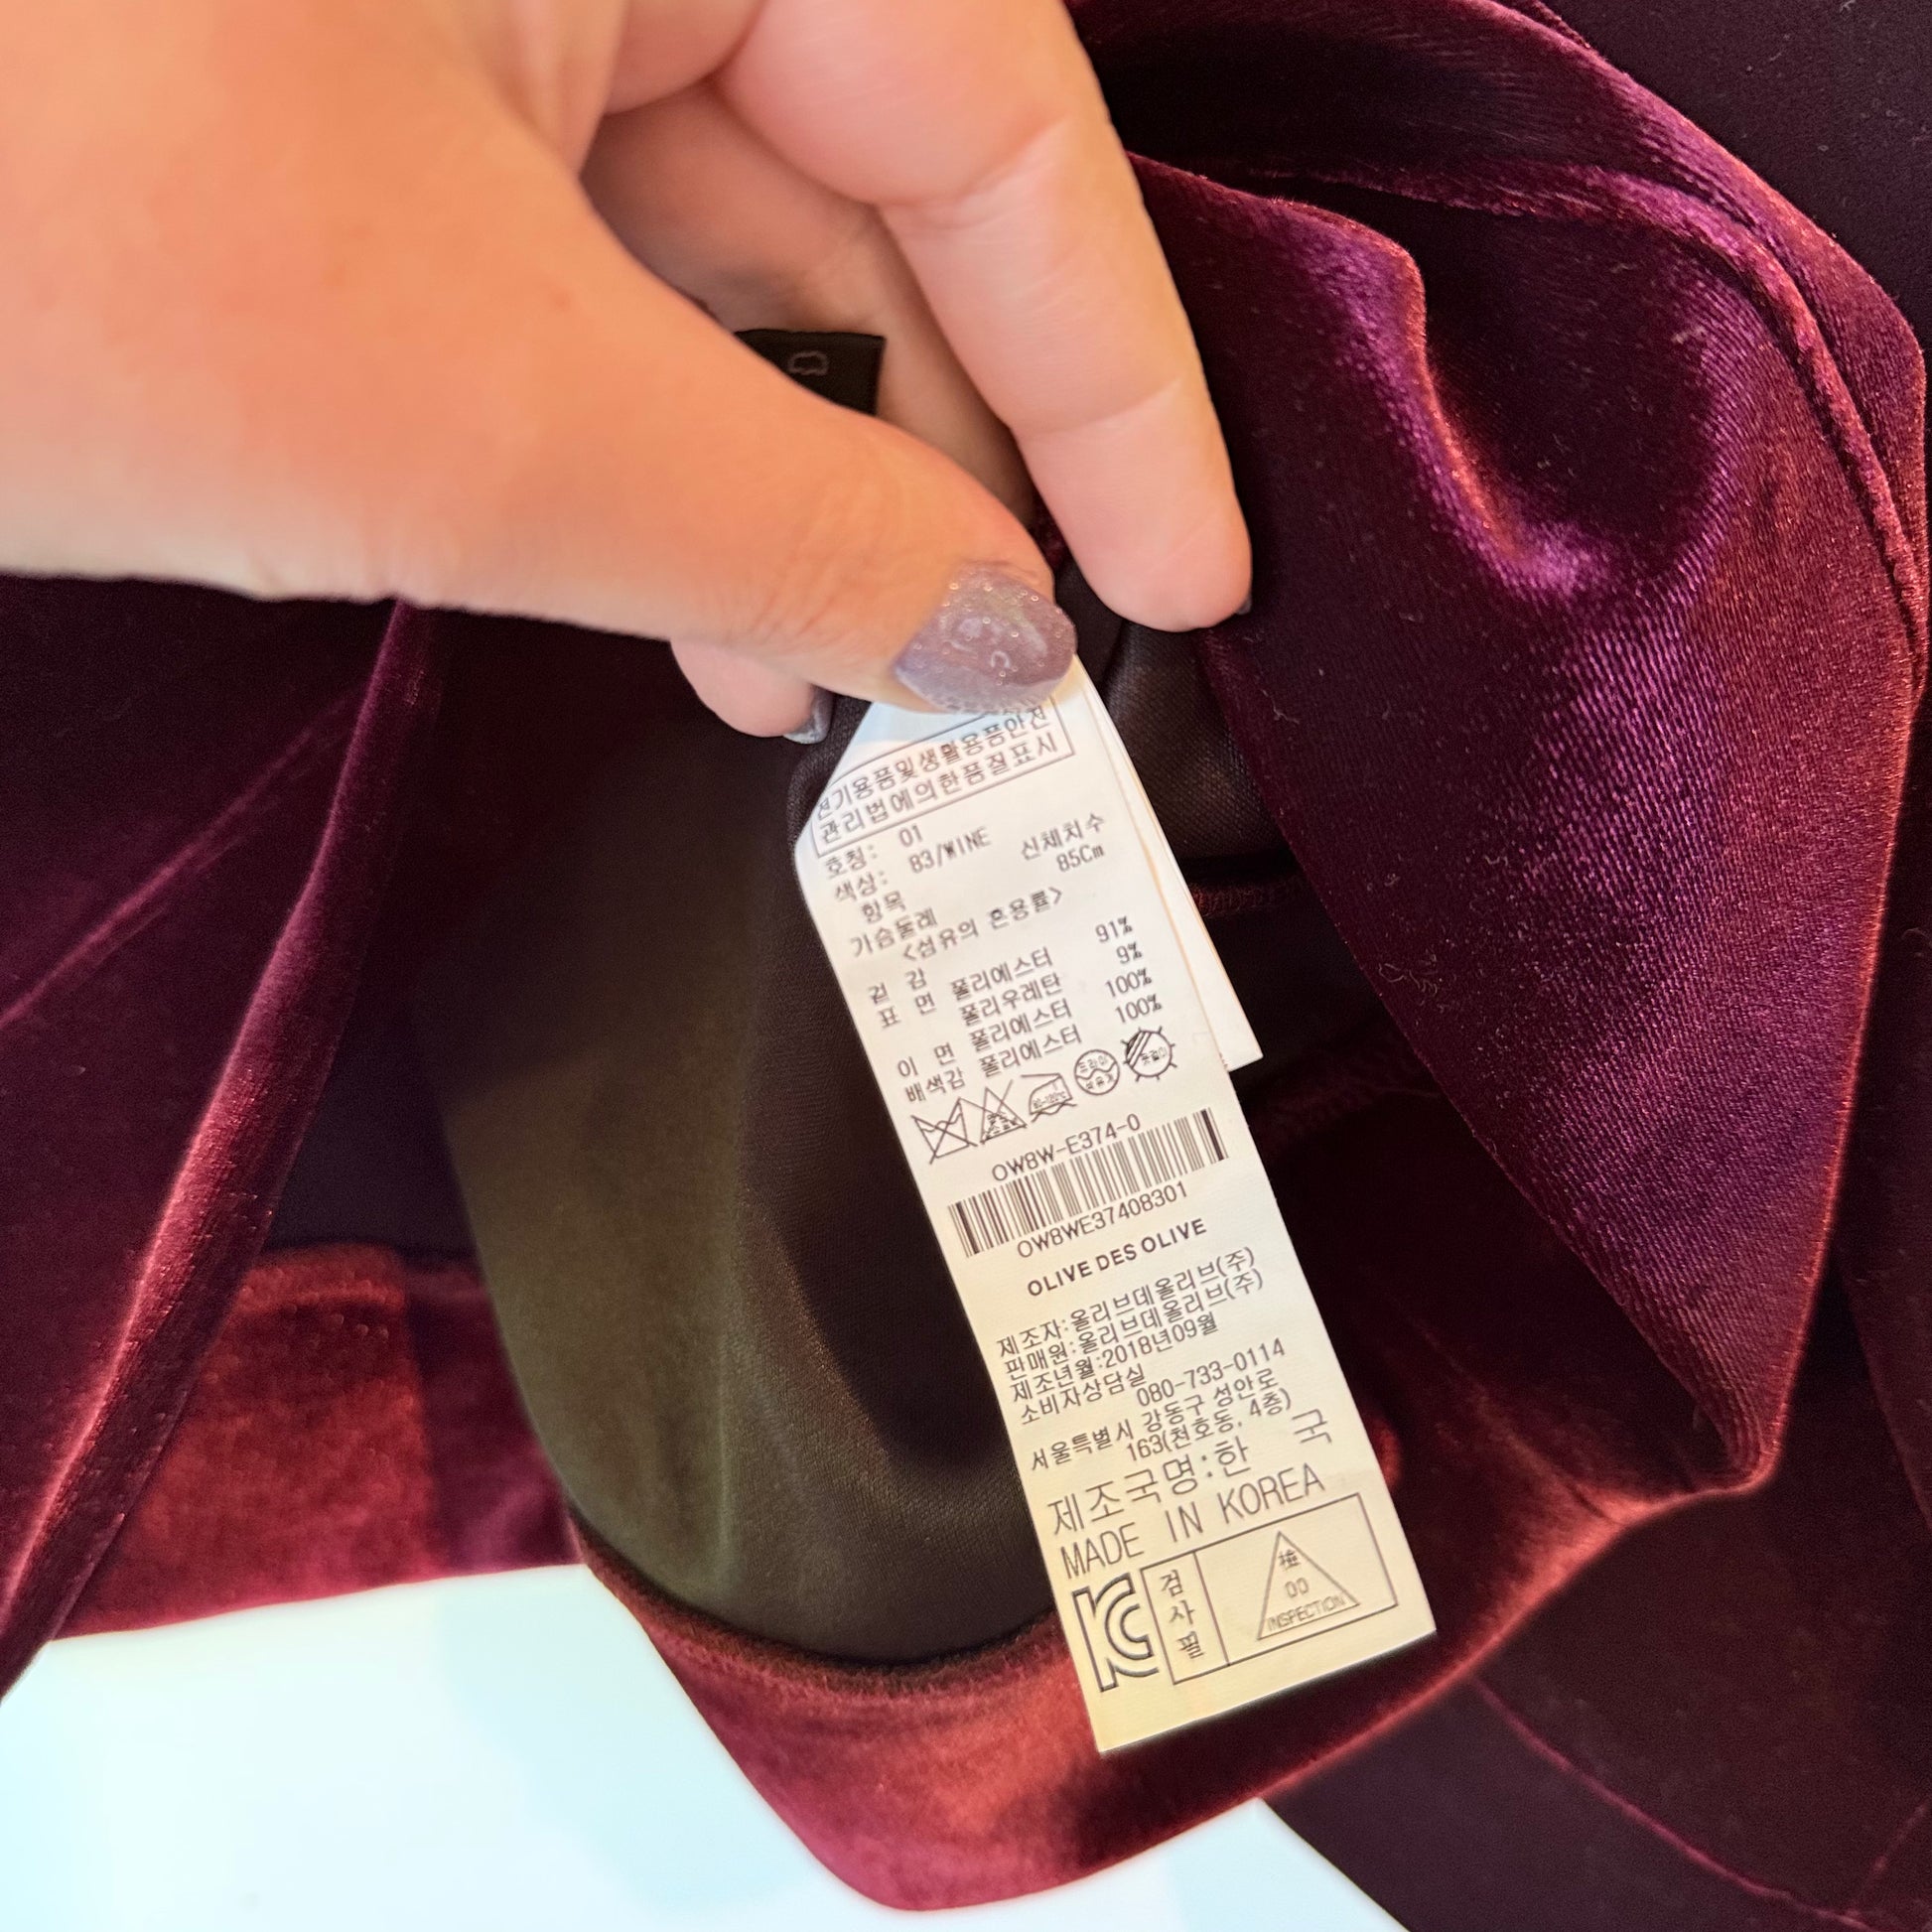 전기용품및생활용품안전
관리법에의한품질표시
호칭: 01
색상: 83/WINE
항목 신체치수
가슴둘레 85Cm
<섬유의 혼용률>
겉 감
표 면 폴리에스터 91%
폴리우레탄 9%
이 면 폴리에스터 100%
배색감 폴리에스터 100%
드라이
OW8W-E374-0
OW8WE37408301
OLIVE DES OLIVE
제조자:올리브데올리브(주)
판매원:올리브데올리브(주)
제조년월:2018년09월
소비자상담실
080-733-0114
서울특별시 강동구 성안로
163(천호동, 4층)
제조국명:한 국
MADE IN KOREA
검사필
檢
00
INSPECTION